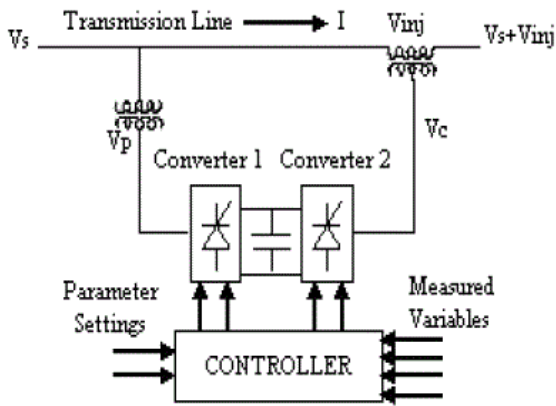 Transmission Line
I
Vinj
Vs
Vs+Vinj
Vp
Vc
Converter 1
Converter 2
Parameter
Settings
Measured
Variables
CONTROLLER